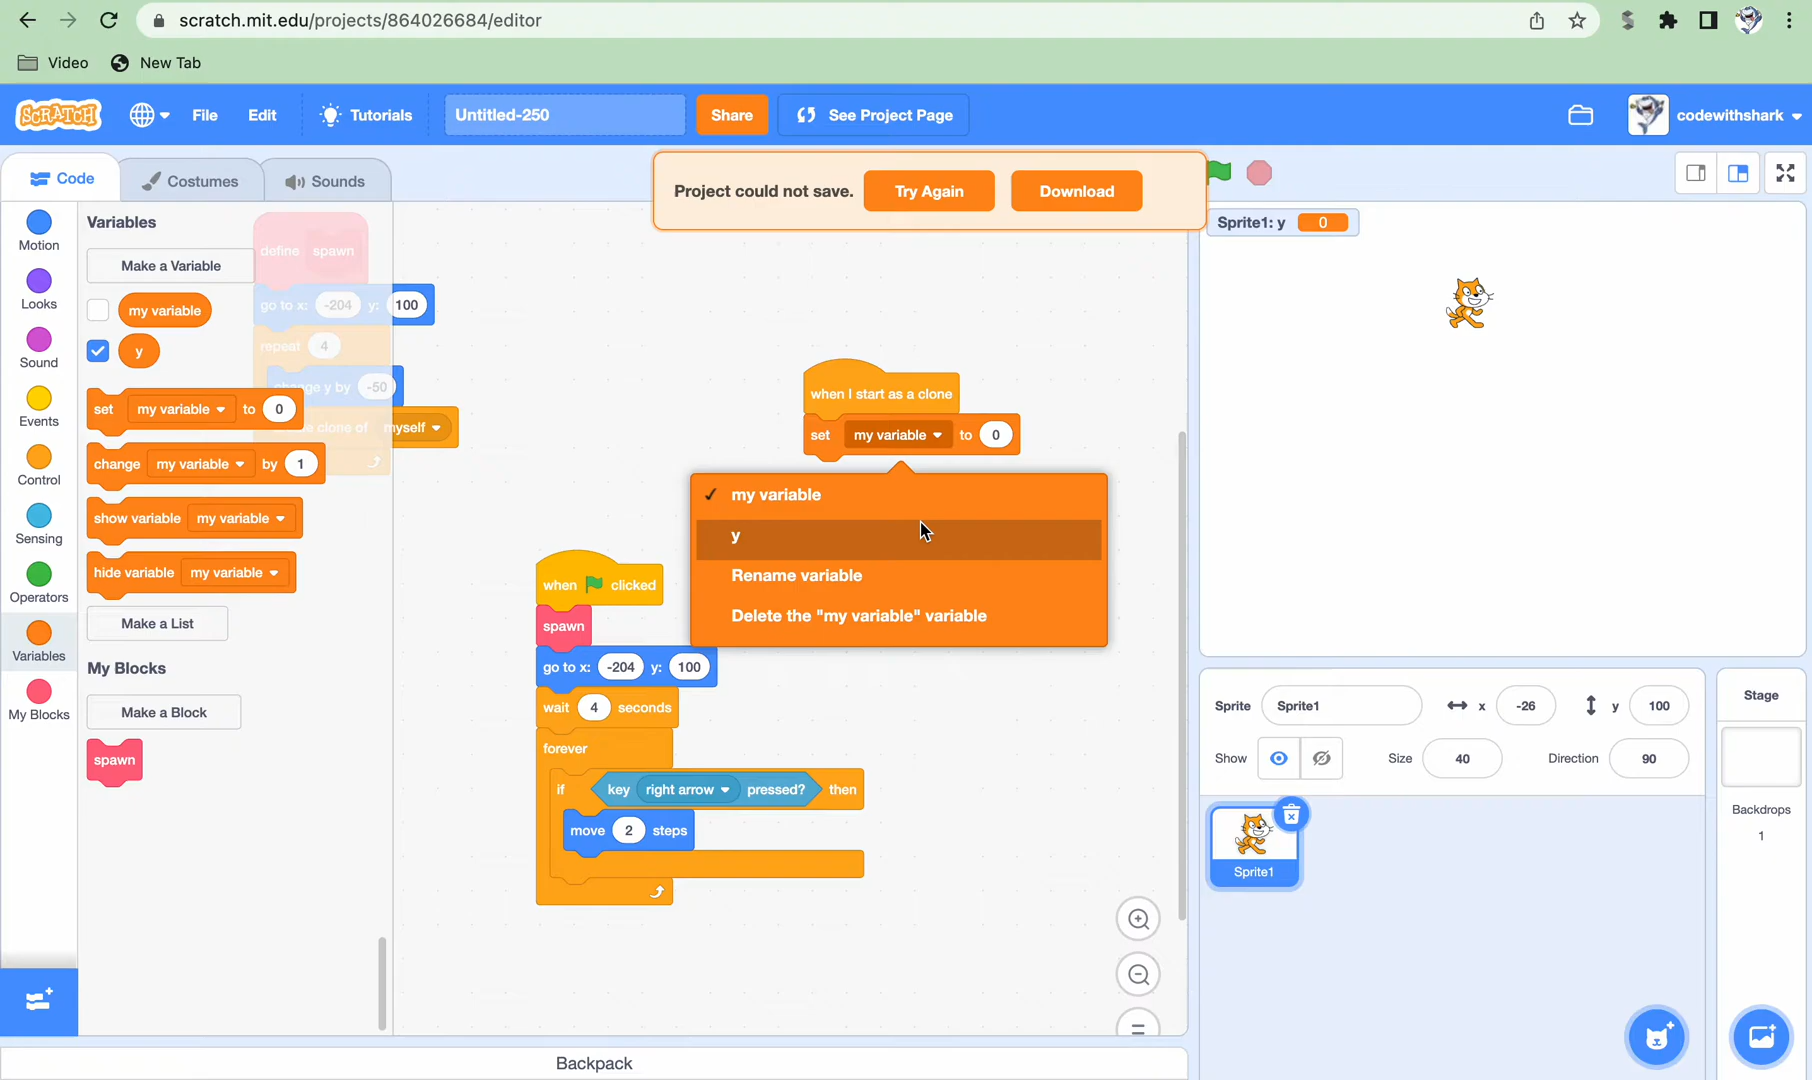 scratch.mit.edu/projects/864026684/editor
Video
New Tab
SCRATCH
File
Edit
Tutorials
Untitled-250
Share
See Project Page
codewithshark
Code
Costumes
Sounds
Project could not save.
Try Again
Download
Motion
Looks
Sound
Events
Control
Sensing
Operators
Variables
My Blocks
Variables
Make a Variable
my variable
y
set my variable to 0
change my variable by 1
show variable my variable
hide variable my variable
Make a List
My Blocks
Make a Block
spawn
define spawn
go to x: -204 y: 100
repeat 4
change y by -50
clone of myself
when I start as a clone
set my variable to 0
✓ my variable
y
Rename variable
Delete the "my variable" variable
when clicked
spawn
go to x: -204 y: 100
wait 4 seconds
forever
if key right arrow pressed? then
move 2 steps
Sprite1: y 0
Sprite Sprite1 x -26 y 100
Show Size 40 Direction 90
Sprite1
Stage
Backdrops
1
Backpack